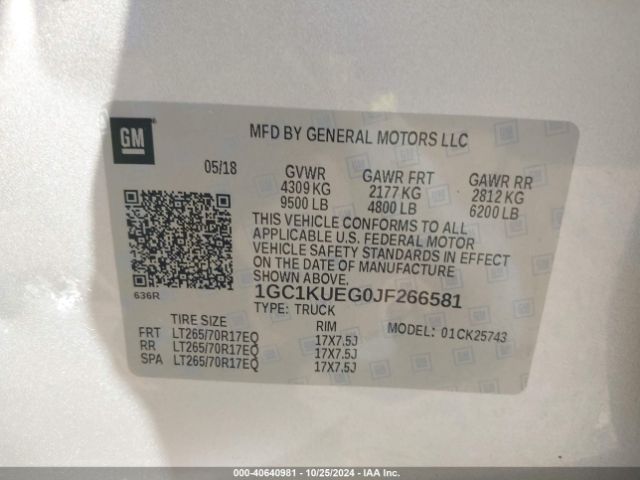 GM
MFD BY GENERAL MOTORS LLC
05/18 GVWR GAWR FRT GAWR RR
4309 KG 2177 KG 2812 KG
9500 LB 4800 LB 6200 LB
THIS VEHICLE CONFORMS TO ALL
APPLICABLE U.S. FEDERAL MOTOR
VEHICLE SAFETY STANDARDS IN EFFECT
ON THE DATE OF MANUFACTURE
SHOWN ABOVE.
636R
1GC1KUEG0JF266581
TYPE: TRUCK
TIRE SIZE RIM MODEL: 01CK25743
FRT LT265/70R17EQ 17X7.5J
RR LT265/70R17EQ 17X7.5J
SPA LT265/70R17EQ 17X7.5J
000-40640981 - 10/25/2024 - IAA Inc.